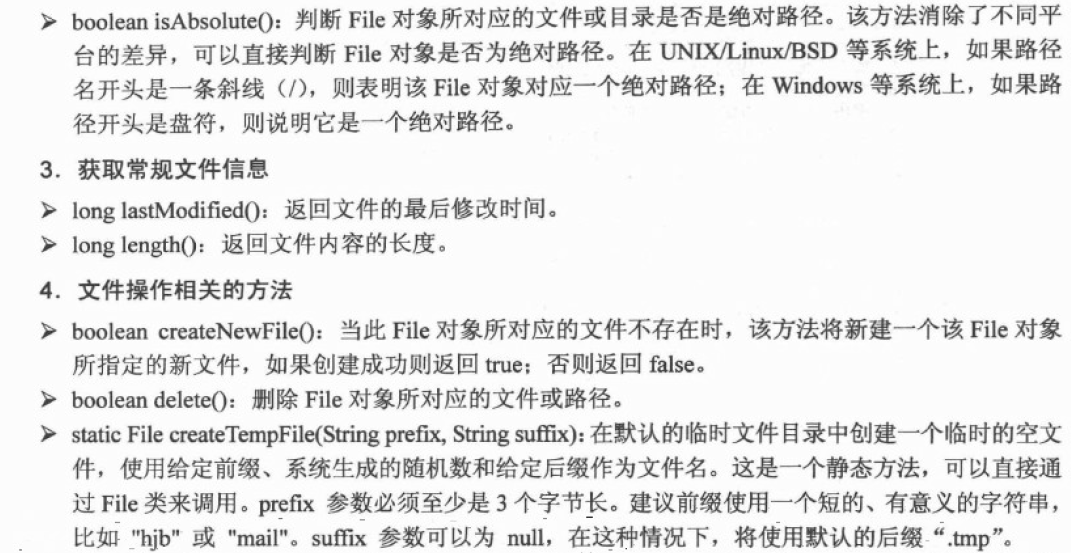 ➢ boolean isAbsolute()：判断 File 对象所对应的文件或目录是否是绝对路径。该方法消除了不同平
台的差异，可以直接判断 File 对象是否为绝对路径。在 UNIX/Linux/BSD 等系统上，如果路径
名开头是一条斜线（/），则表明该 File 对象对应一个绝对路径；在 Windows 等系统上，如果路
径开头是盘符，则说明它是一个绝对路径。
3．获取常规文件信息
➢ long lastModified()：返回文件的最后修改时间。
➢ long length()：返回文件内容的长度。
4．文件操作相关的方法
➢ boolean createNewFile()：当此 File 对象所对应的文件不存在时，该方法将新建一个该 File 对象
所指定的新文件，如果创建成功则返回 true；否则返回 false。
➢ boolean delete()：删除 File 对象所对应的文件或路径。
➢ static File createTempFile(String prefix, String suffix)：在默认的临时文件目录中创建一个临时的空文
件，使用给定前缀、系统生成的随机数和给定后缀作为文件名。这是一个静态方法，可以直接通
过 File 类来调用。prefix 参数必须至少是 3 个字节长。建议前缀使用一个短的、有意义的字符串，
比如 "hjb" 或 "mail"。suffix 参数可以为 null，在这种情况下，将使用默认的后缀“.tmp”。